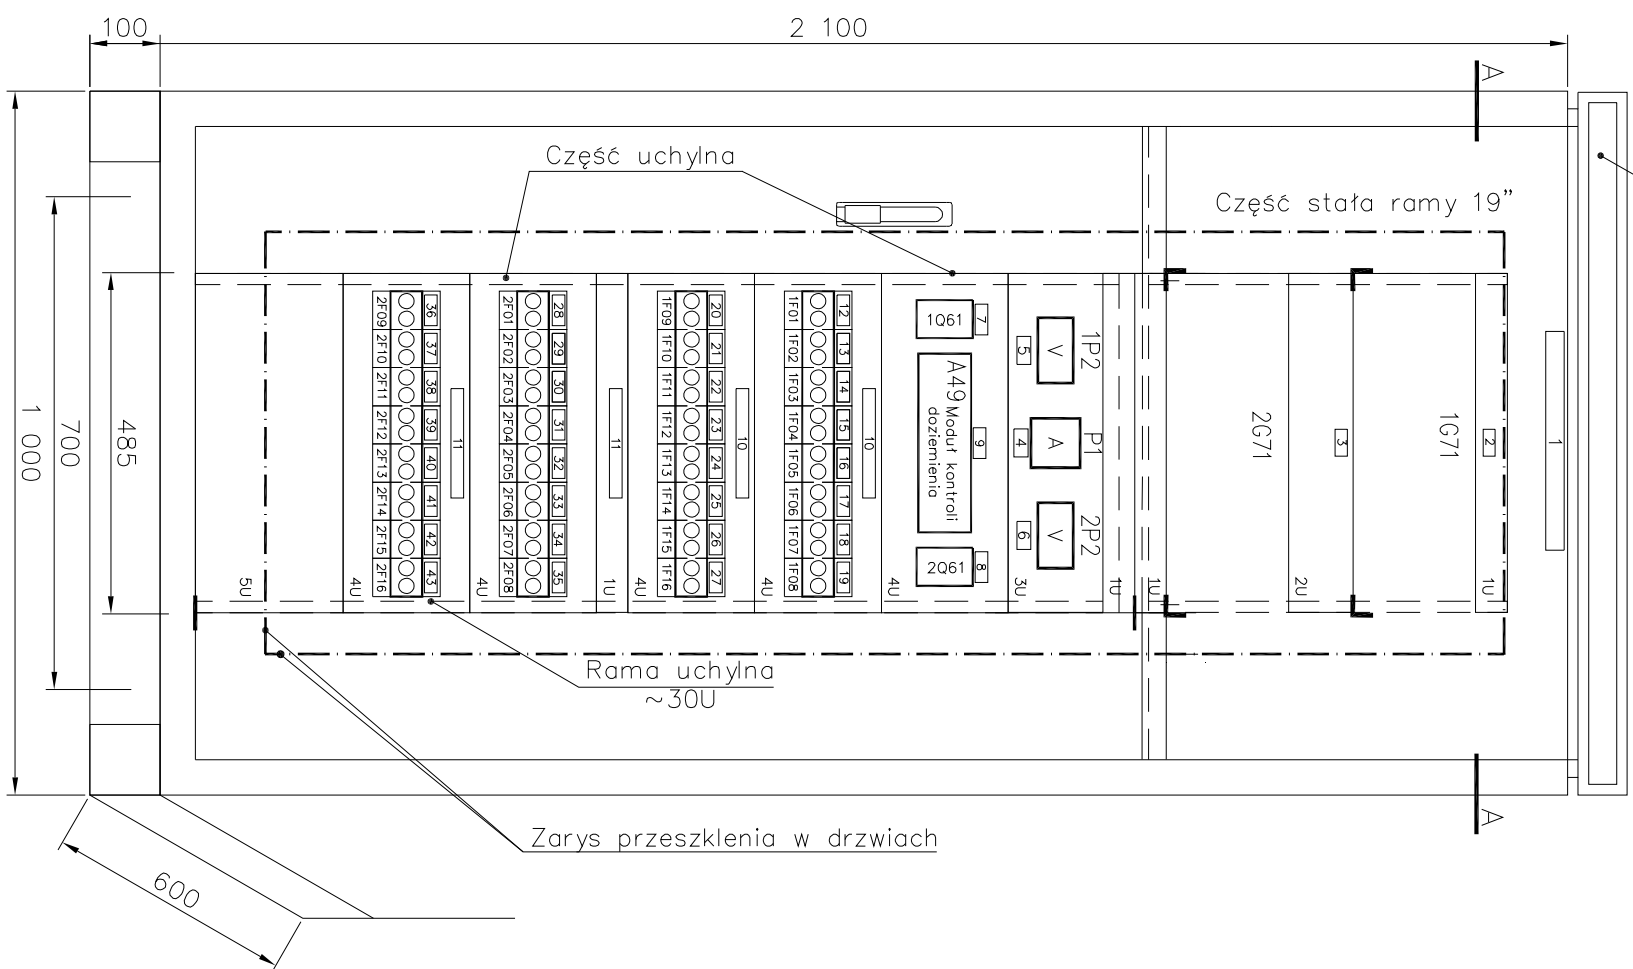 100
2 100
A
Część uchylna
Część stała ramy 19”
1 000
700
485
600
1
2
1G71
1U
3
2G71
2U
1U
1U
1P2
V
5
P1
A
4
2P2
V
6
3U
7
1Q61
9
A49 Moduł kontroli
doziemienia
8
2Q61
4U
10
12 13 14 15 16 17 18 19
1F01 1F02 1F03 1F04 1F05 1F06 1F07 1F08
4U
10
20 21 22 23 24 25 26 27
1F09 1F10 1F11 1F12 1F13 1F14 1F15 1F16
4U
1U
11
28 29 30 31 32 33 34 35
2F01 2F02 2F03 2F04 2F05 2F06 2F07 2F08
4U
11
36 37 38 39 40 41 42 43
2F09 2F10 2F11 2F12 2F13 2F14 2F15 2F16
4U
5U
Rama uchylna
~30U
Zarys przeszklenia w drzwiach
A